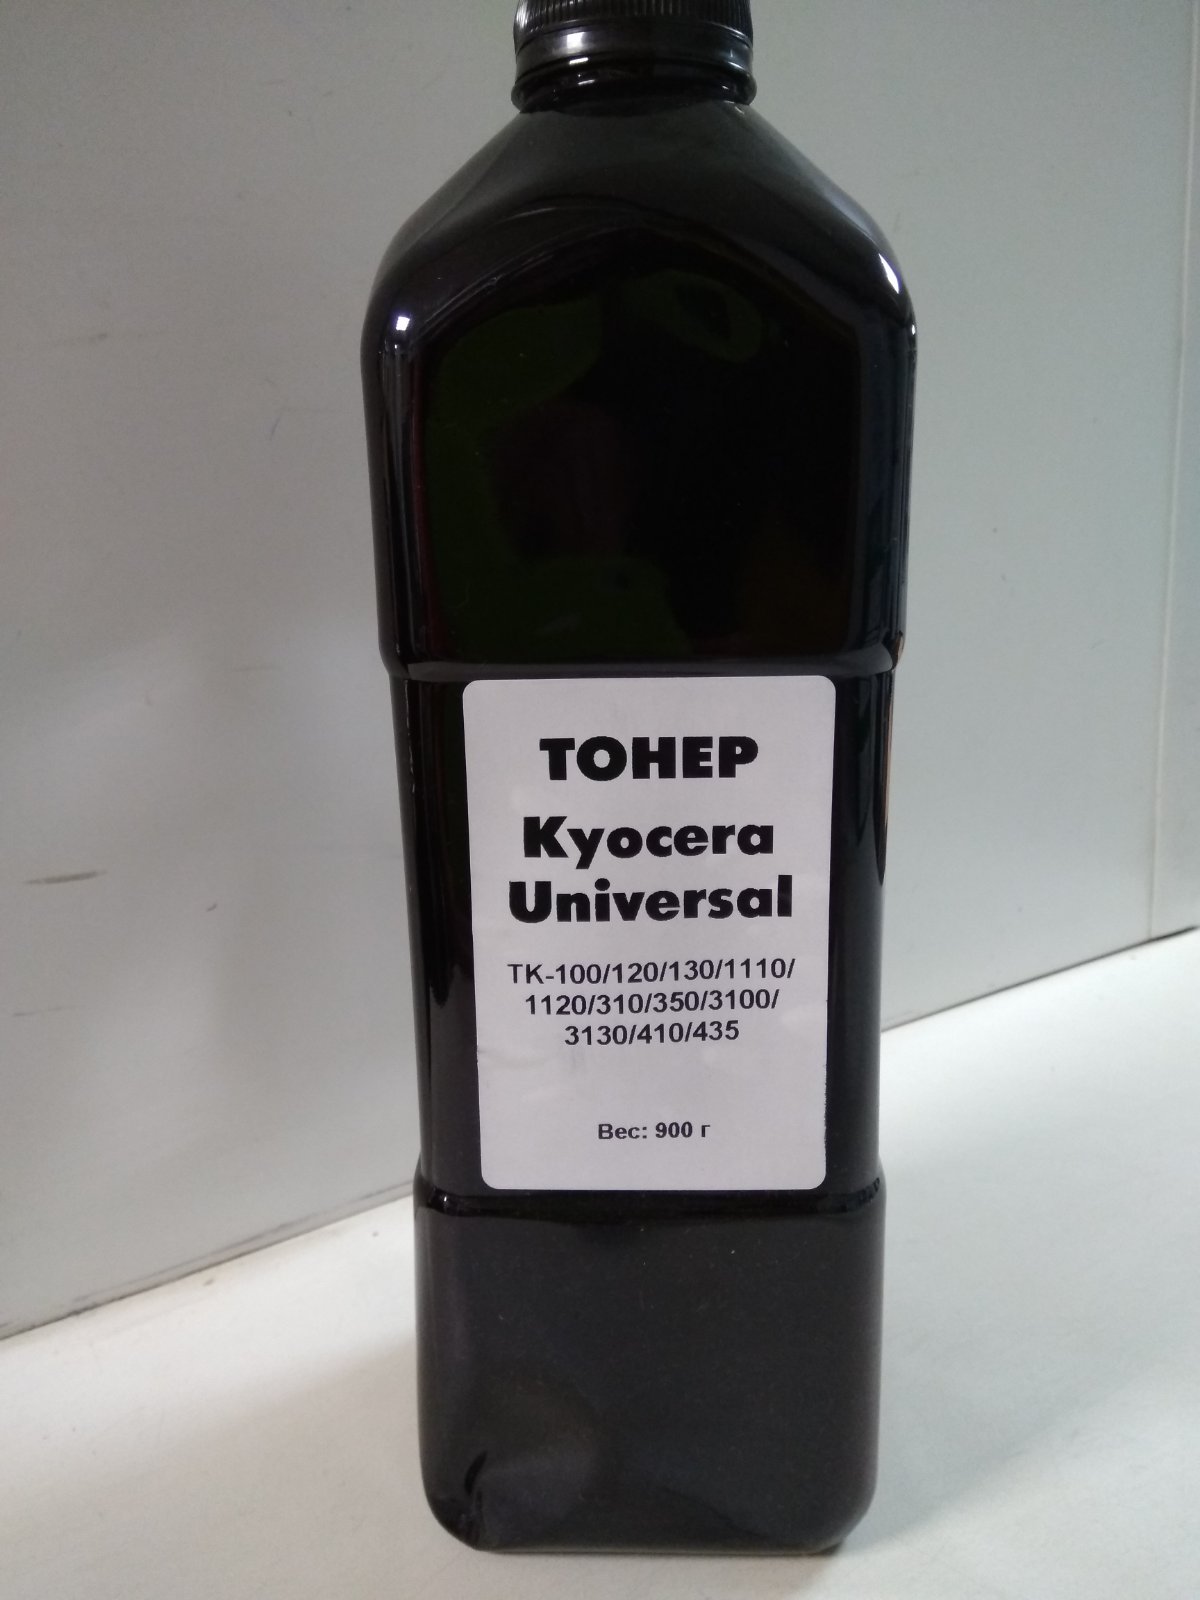 ТОНЕР
Kyocera
Universal
TK-100/120/130/1110/
1120/310/350/3100/
3130/410/435
Вес: 900 г